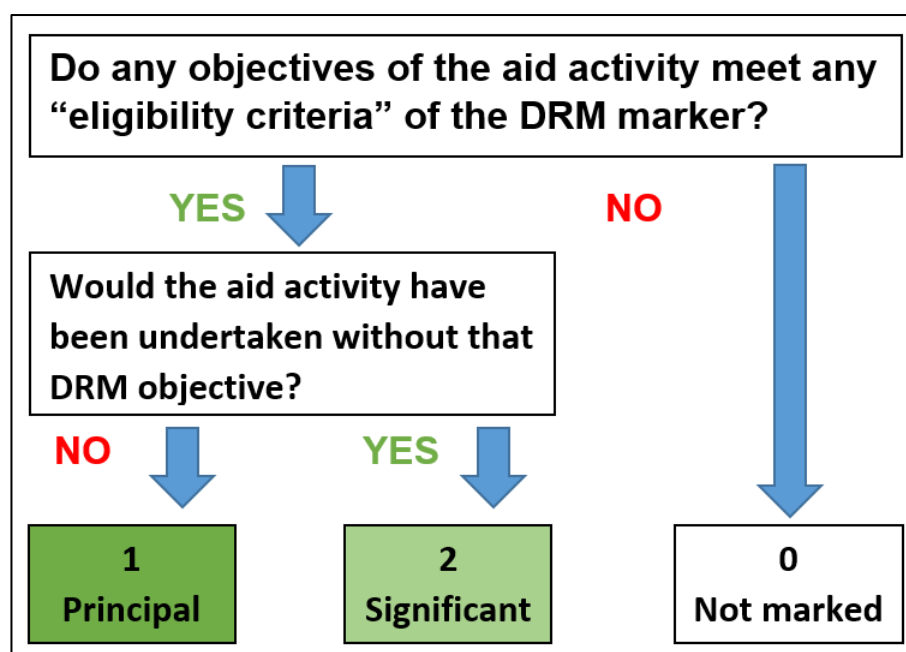 Do any objectives of the aid activity meet any
“eligibility criteria” of the DRM marker?
YES
NO
Would the aid activity have
been undertaken without that
DRM objective?
NO
YES
1
Principal
2
Significant
0
Not marked